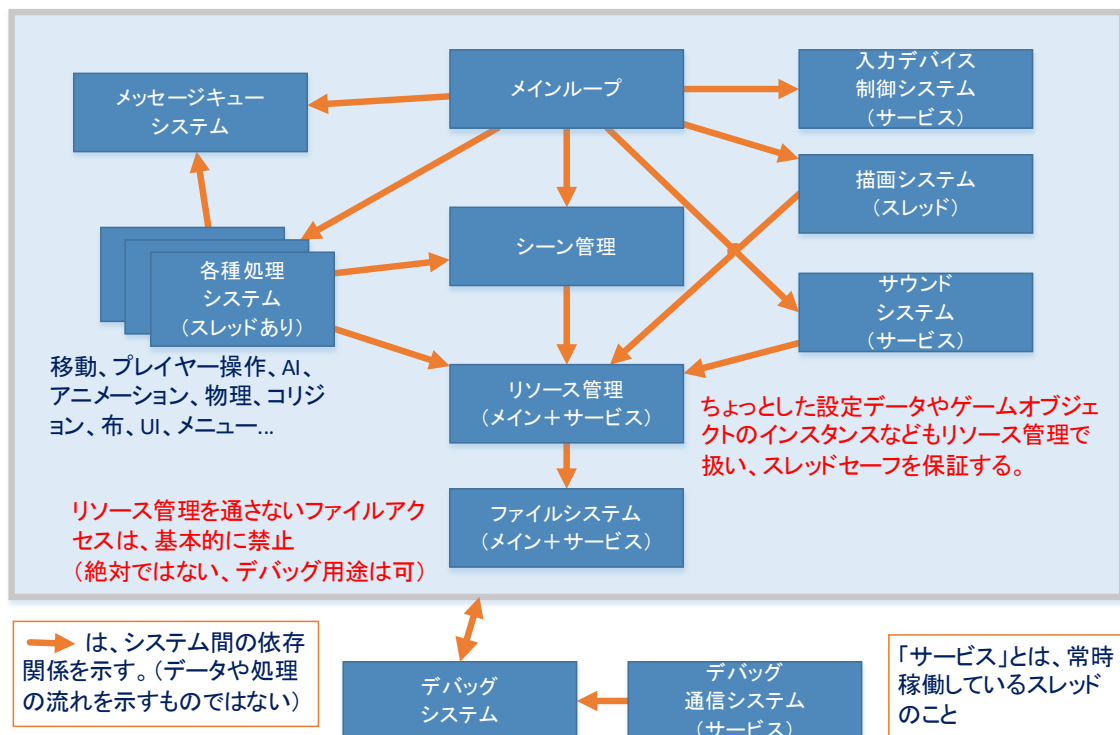 メインループ
入力デバイス
制御システム
（サービス）
メッセージキュー
システム
描画システム
（スレッド）
シーン管理
各種処理
システム
（スレッドあり）
サウンド
システム
（サービス）
移動、プレイヤー操作、AI、
アニメーション、物理、コリジ
ョン、布、UI、メニュー...
リソース管理
（メイン＋サービス）
ちょっとした設定データやゲームオブジェ
クトのインスタンスなどもリソース管理で
扱い、スレッドセーフを保証する。
リソース管理を通さないファイルアク
セスは、基本的に禁止
（絶対ではない、デバッグ用途は可）
ファイルシステム
（メイン＋サービス）
は、システム間の依存
関係を示す。（データや処理
の流れを示すものではない）
デバッグ
システム
デバッグ
通信システム
（サービス）
「サービス」とは、常時
稼働しているスレッド
のこと